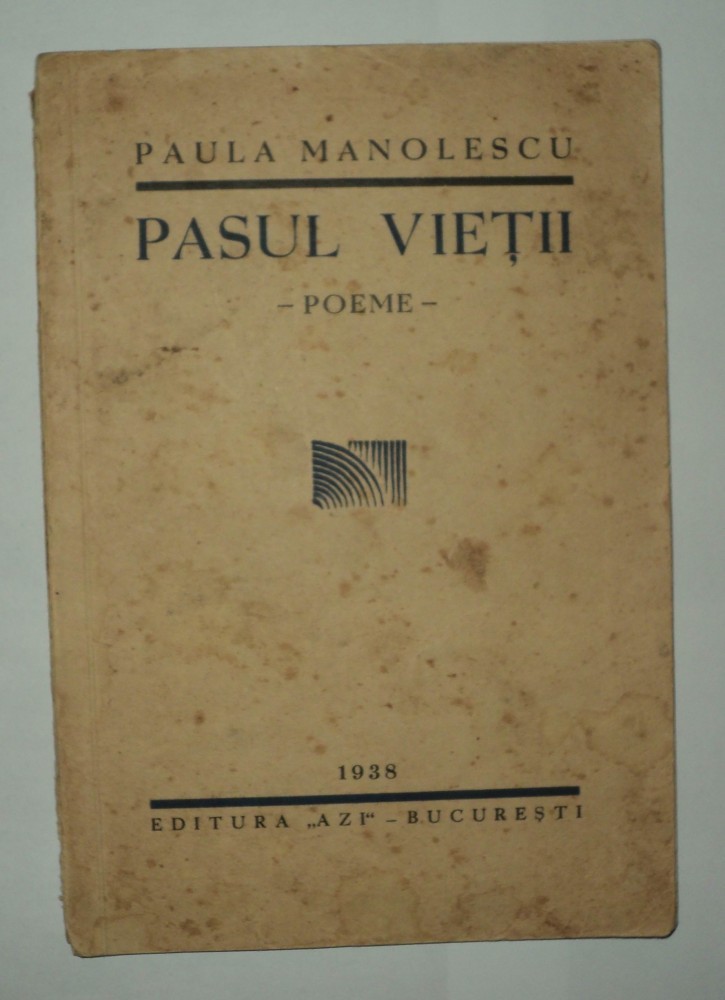 PAULA MANOLESCU
PASUL VIEȚII
– POEME –
1938
EDITURA „AZI“ – BUCUREȘTI